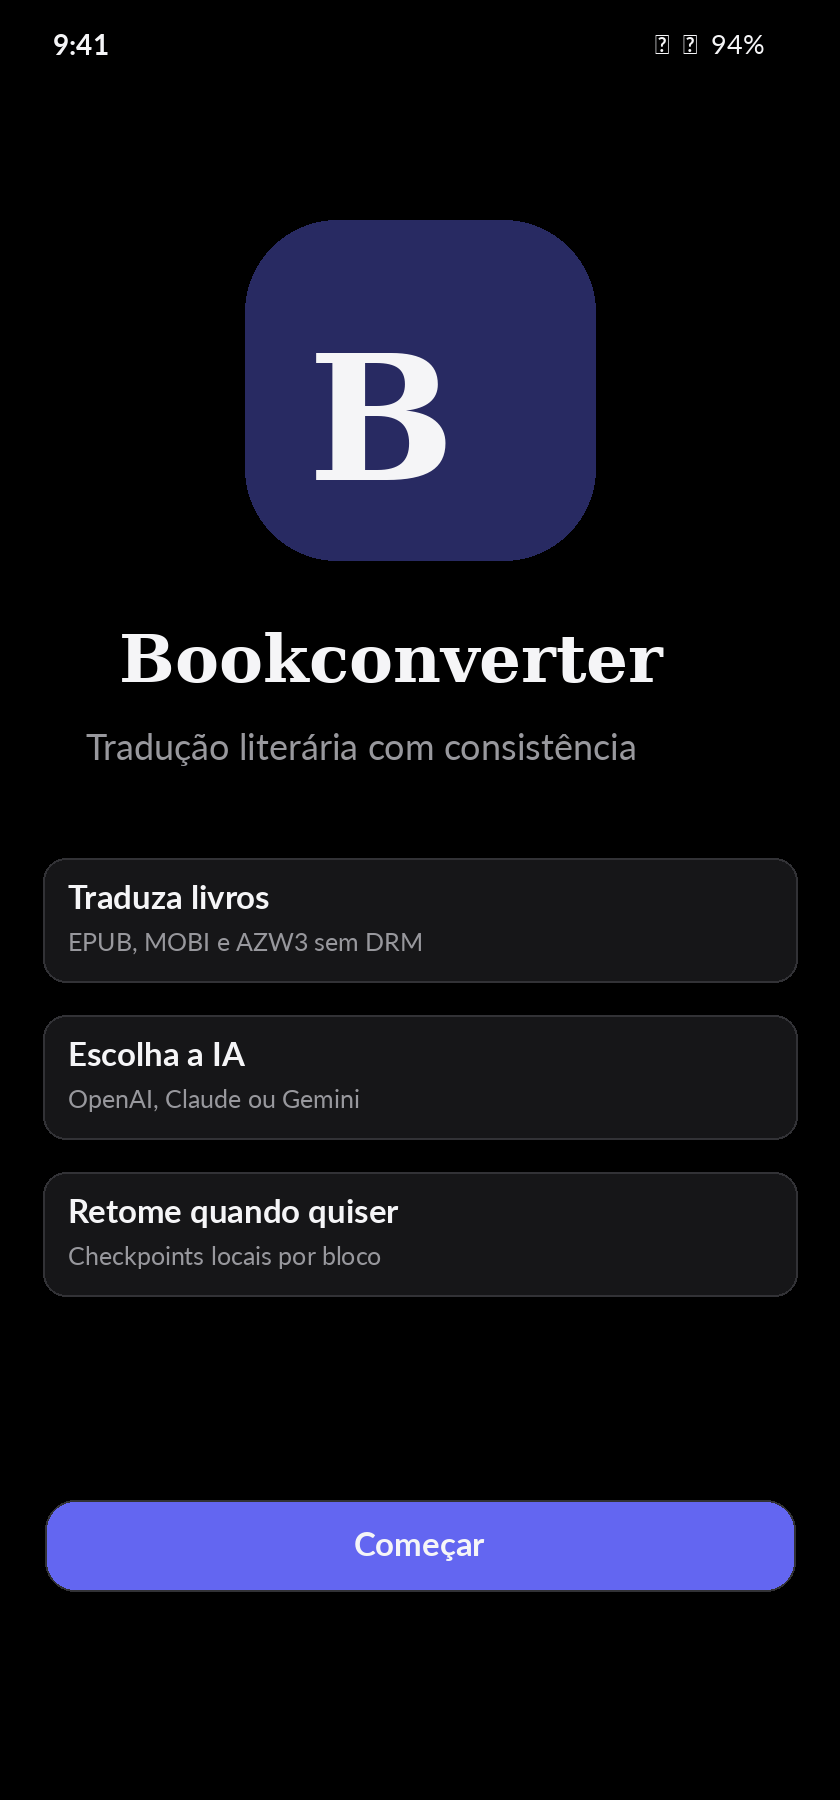 9:41
94%
B
Bookconverter
Tradução literária com consistência
Traduza livros
EPUB, MOBI e AZW3 sem DRM
Escolha a IA
OpenAI, Claude ou Gemini
Retome quando quiser
Checkpoints locais por bloco
Começar